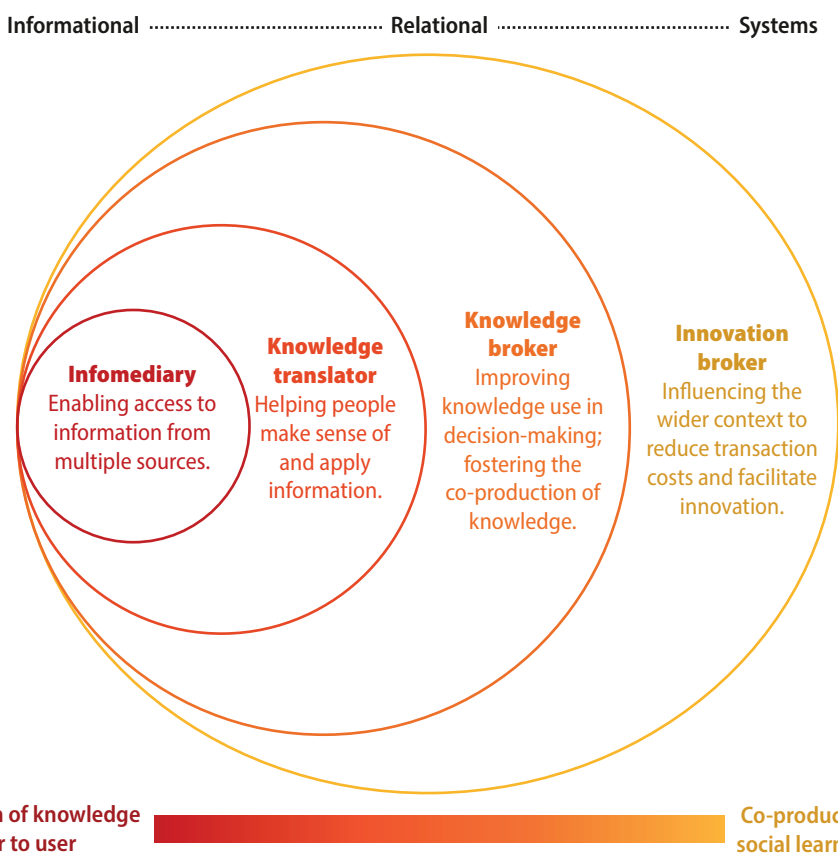 Informational Relational Systems
Infomediary
Enabling access to
information from
multiple sources.
Knowledge
translator
Helping people
make sense of
and apply
information.
Knowledge
broker
Improving
knowledge use in
decision-making;
fostering the
co-production of
knowledge.
Innovation
broker
Influencing the
wider context to
reduce transaction
costs and facilitate
innovation.
of knowledge
to user
social